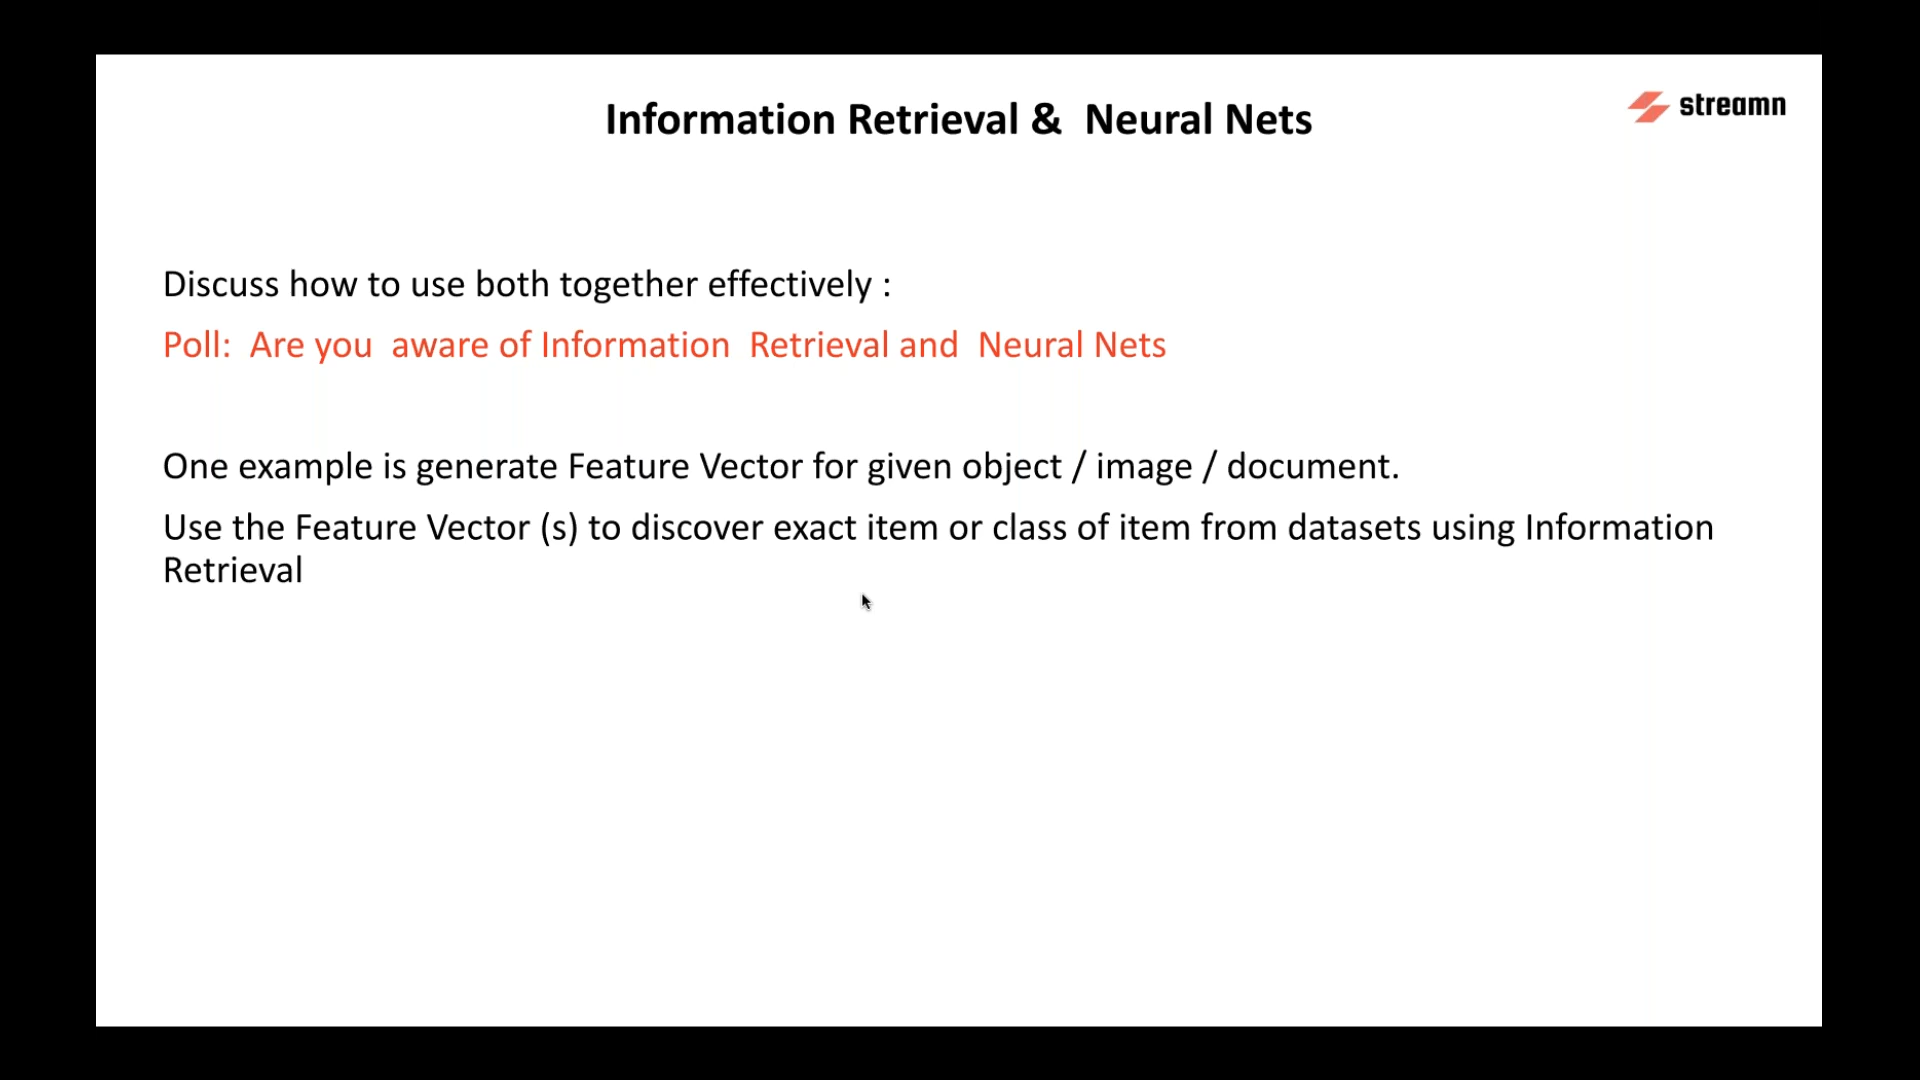 Information Retrieval & Neural Nets
streamn
Discuss how to use both together effectively :
Poll: Are you aware of Information Retrieval and Neural Nets
One example is generate Feature Vector for given object / image / document.
Use the Feature Vector (s) to discover exact item or class of item from datasets using Information
Retrieval